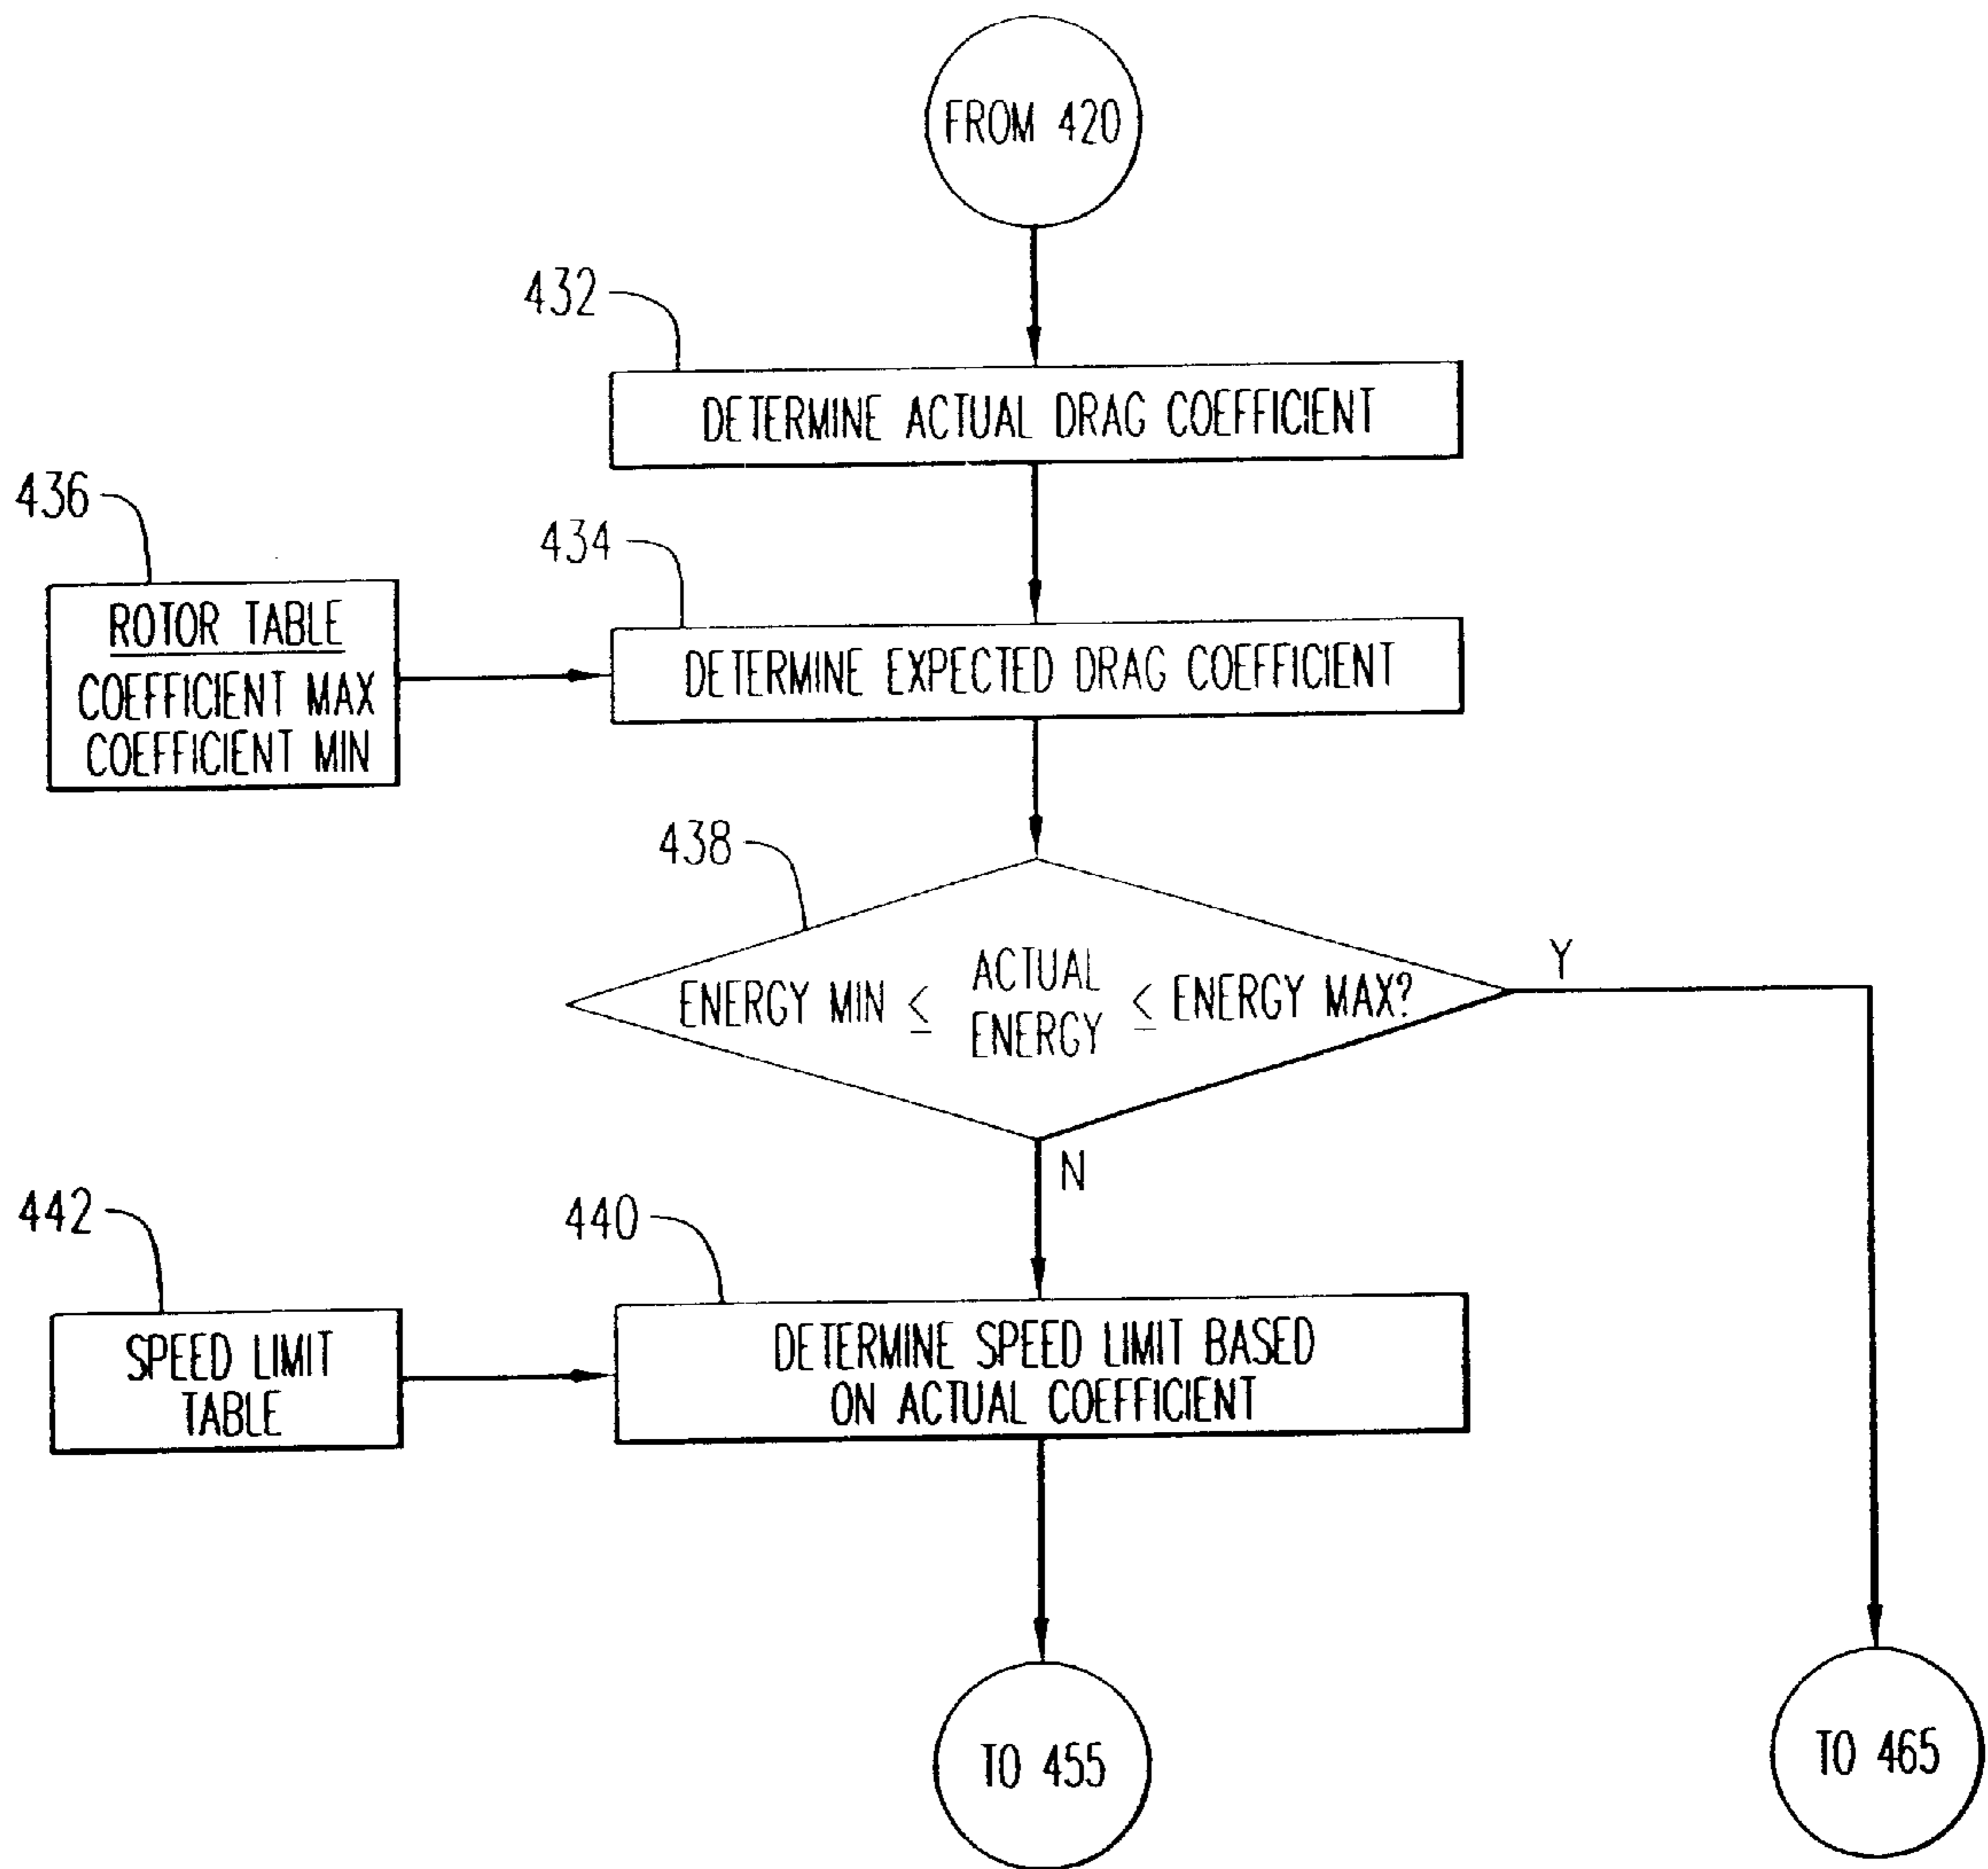 FROM 420
432
DETERMINE ACTUAL DRAG COEFFICIENT
436
434
ROTOR TABLE
COEFFICIENT MAX
COEFFICIENT MIN
DETERMINE EXPECTED DRAG COEFFICIENT
438
ENERGY MIN ≤ ACTUAL ENERGY ≤ ENERGY MAX?
Y
N
442
440
SPEED LIMIT
TABLE
DETERMINE SPEED LIMIT BASED
ON ACTUAL COEFFICIENT
TO 455
TO 465